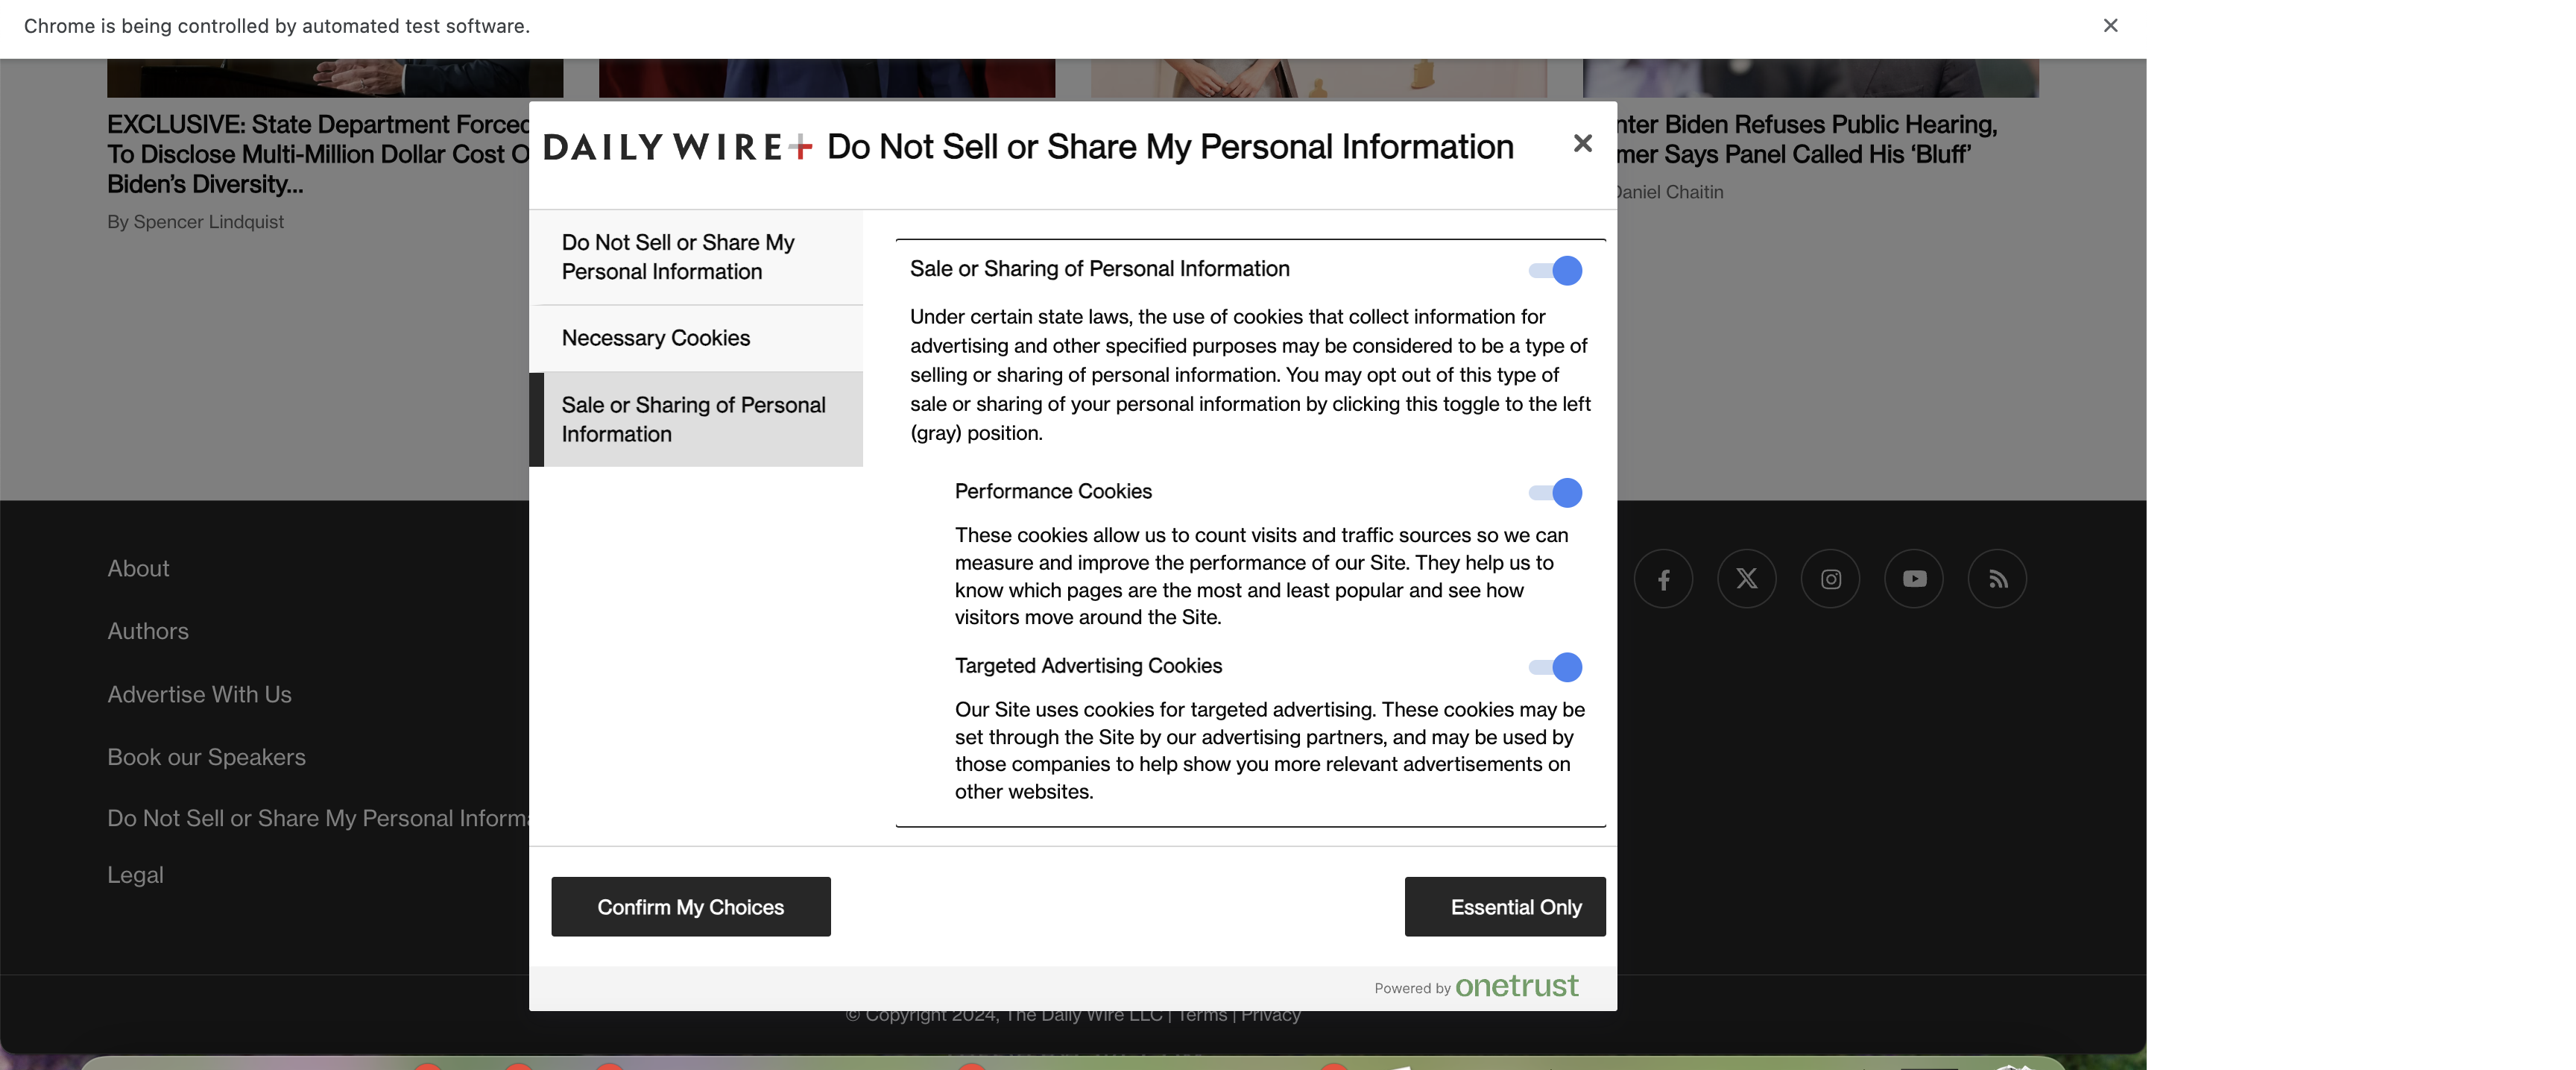 Chrome is being controlled by automated test software.
EXCLUSIVE: State Department Forced
To Disclose Multi-Million Dollar Cost O
Biden's Diversity...
By Spencer Lindquist
nter Biden Refuses Public Hearing,
mer Says Panel Called His 'Bluff'
Daniel Chaitin
DAILY WIRE+ Do Not Sell or Share My Personal Information
Do Not Sell or Share My
Personal Information
Necessary Cookies
Sale or Sharing of Personal
Information
Sale or Sharing of Personal Information
Under certain state laws, the use of cookies that collect information for
advertising and other specified purposes may be considered to be a type of
selling or sharing of personal information. You may opt out of this type of
sale or sharing of your personal information by clicking this toggle to the left
(gray) position.
Performance Cookies
These cookies allow us to count visits and traffic sources so we can
measure and improve the performance of our Site. They help us to
know which pages are the most and least popular and see how
visitors move around the Site.
Targeted Advertising Cookies
Our Site uses cookies for targeted advertising. These cookies may be
set through the Site by our advertising partners, and may be used by
those companies to help show you more relevant advertisements on
other websites.
Confirm My Choices
Essential Only
Powered by onetrust
About
Authors
Advertise With Us
Book our Speakers
Do Not Sell or Share My Personal Informa
Legal
© Copyright 2024, The Daily Wire LLC | Terms | Privacy